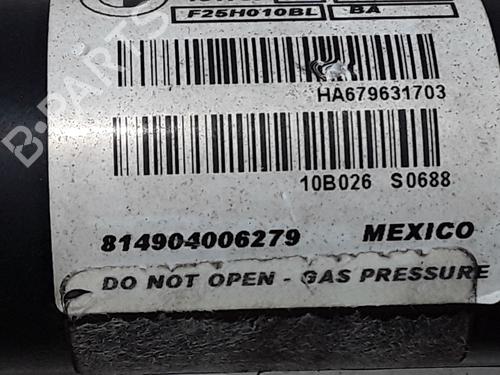 F25H010BL BA
HA679631703
10B026 S0688
814904006279 MEXICO
DO NOT OPEN - GAS PRESSURE
B-PARTS